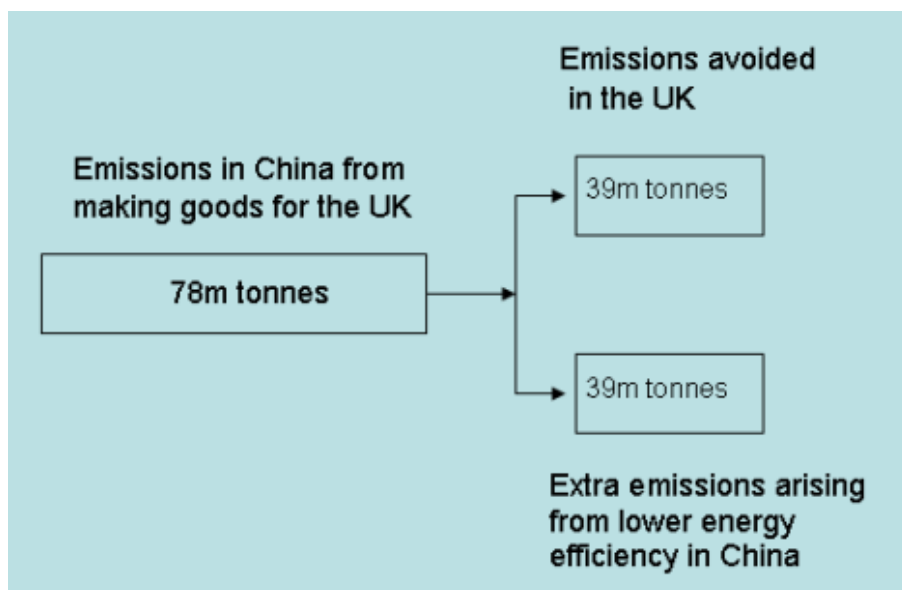 Emissions avoided
in the UK
Emissions in China from
making goods for the UK
39m tonnes
78m tonnes
39m tonnes
Extra emissions arising
from lower energy
efficiency in China